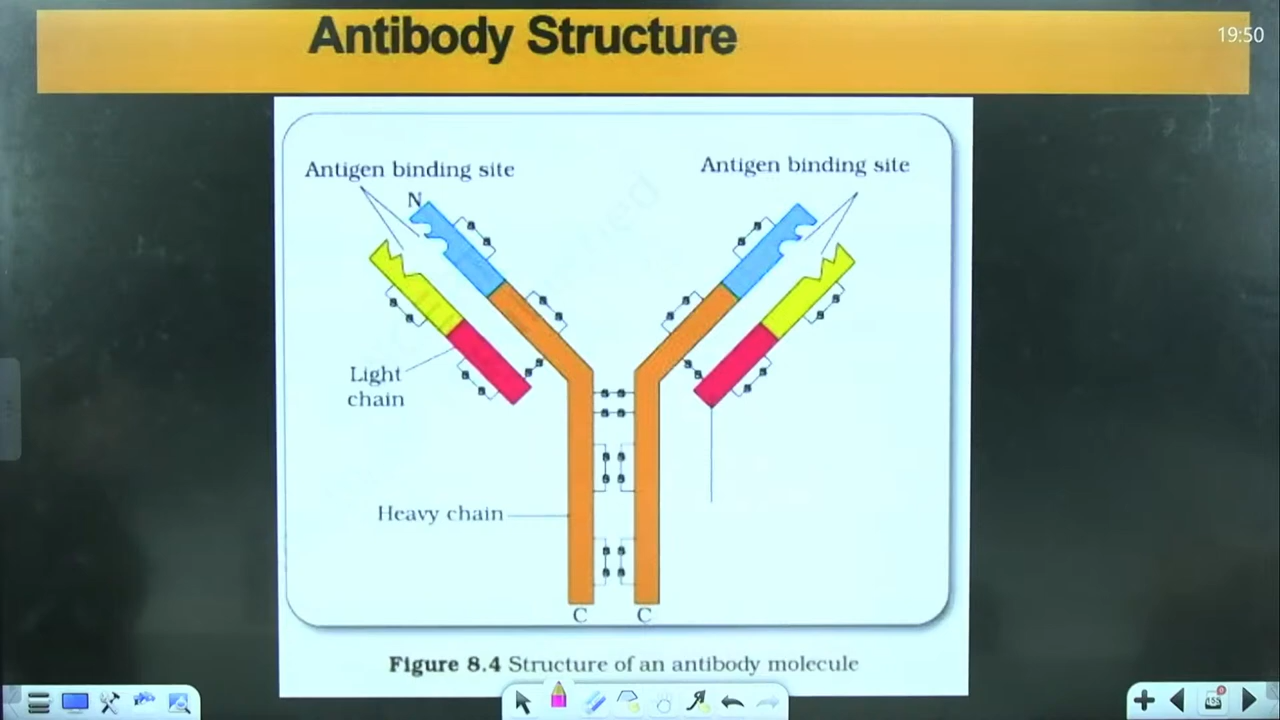 Antibody Structure
19:50
Antigen binding site
Antigen binding site
N
Light
chain
Heavy chain
C C
Figure 8.4 Structure of an antibody molecule